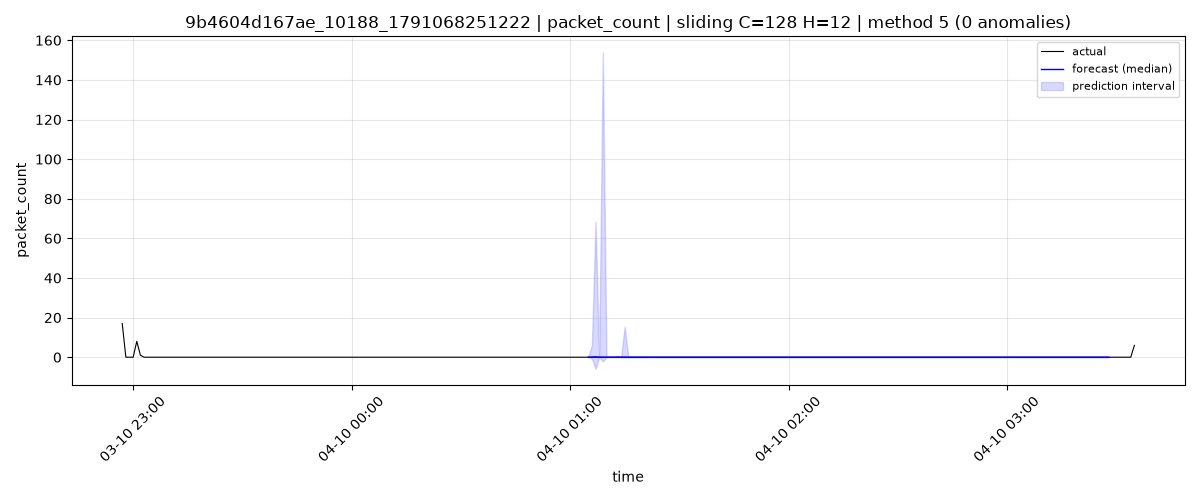 9b4604d167ae_10188_1791068251222 | packet_count | sliding C=128 H=12 | method 5 (0 anomalies)
actual
forecast (median)
prediction interval
160
140
120
100
80
60
40
20
0
packet_count
03-10 23:00
04-10 00:00
04-10 01:00
04-10 02:00
04-10 03:00
time